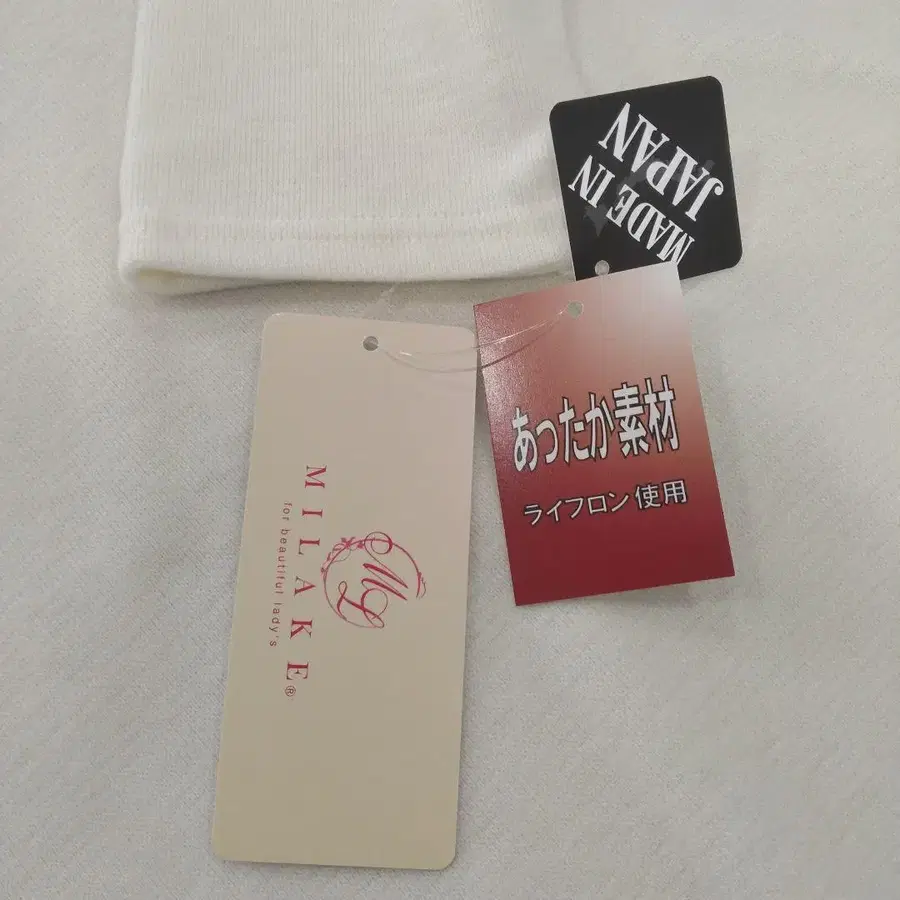 MADE IN
JAPAN
あったか素材
ライフロン使用
ML
MILAKE®
for beautiful lady's